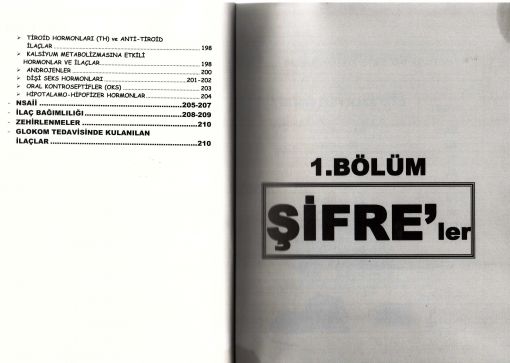 ➤ TİROİD HORMONLARI (TH) ve ANTİ-TİROİD
İLAÇLAR ........ 198
➤ KALSİYUM METABOLİZMASINA ETKİLİ
HORMONLAR VE İLAÇLAR ........ 198
➤ ANDROJENLER ........ 200
➤ DİŞİ SEKS HORMONLARI ........ 201-202
➤ ORAL KONTROSEPTİFLER (OKS) ........ 203
➤ HİPOTALAMO-HİPOFİZER HORMONLAR ........ 204
- NSAİİ ........ 205-207
- İLAÇ BAĞIMLILIĞI ........ 208-209
- ZEHİRLENMELER ........ 210
- GLOKOM TEDAVİSİNDE KULANILAN
İLAÇLAR ........ 210
1.BÖLÜM
ŞİFRE'ler